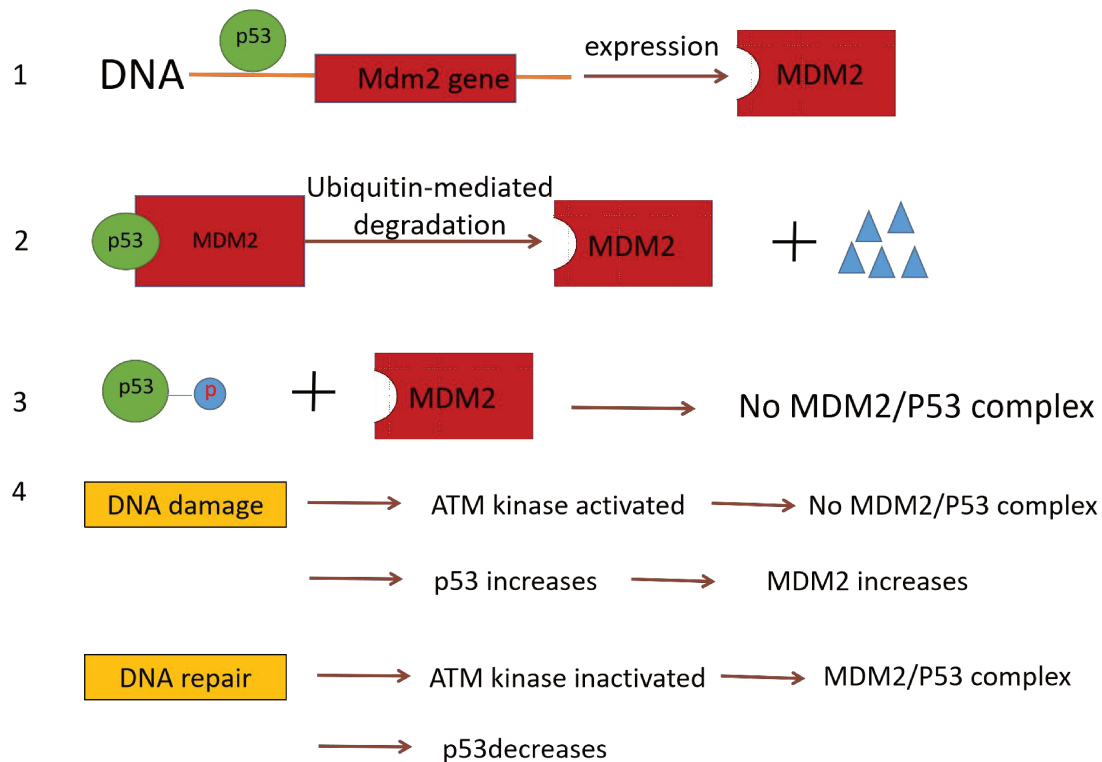 1
DNA
p53
Mdm2 gene
expression
MDM2
2
p53
MDM2
Ubiquitin-mediated
degradation
MDM2
+
3
p53
p
+
MDM2
No MDM2/P53 complex
4
DNA damage
ATM kinase activated
No MDM2/P53 complex
p53 increases
MDM2 increases
DNA repair
ATM kinase inactivated
MDM2/P53 complex
p53decreases